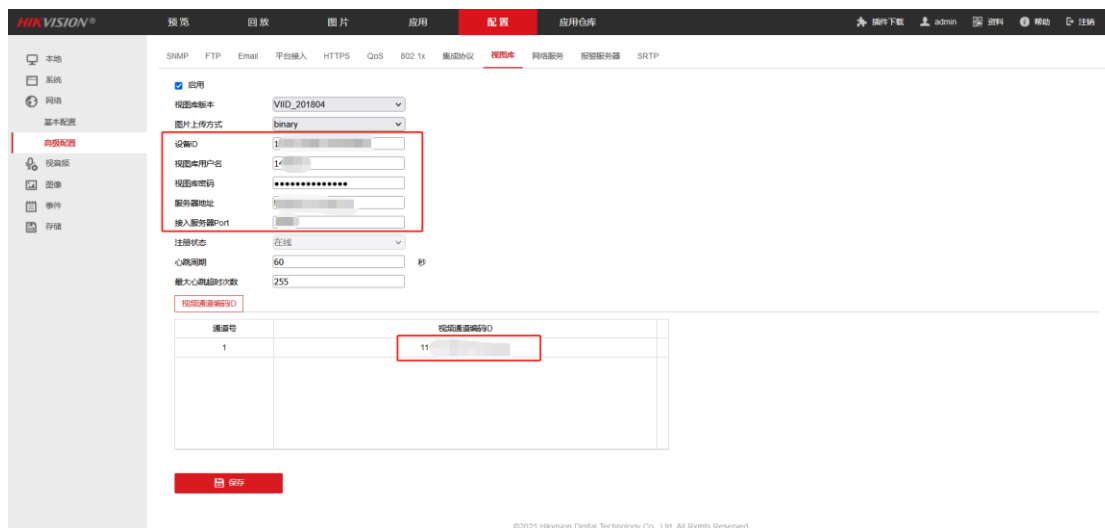 HIKVISION®
预览 回放 图片 应用 配置 应用仓库 插件下载 admin 资料 帮助 注销
本地
系统
网络
基本配置
高级配置
视音频
图像
事件
存储
SNMP FTP Email 平台接入 HTTPS QoS 802.1x 集成协议 视图库 网络服务 报警服务器 SRTP
启用
视图库版本 VIID_201804
图片上传方式 binary
设备ID 1
视图库用户名 14
视图库密码 ••••••••••••••
服务器地址
接入服务器Port
注册状态 在线
心跳周期 60 秒
最大心跳超时次数 255
视频通道编码ID
通道号 视频通道编码ID
1 11
保存
©2021 Hikvision Digital Technology Co., Ltd. All Rights Reserved.